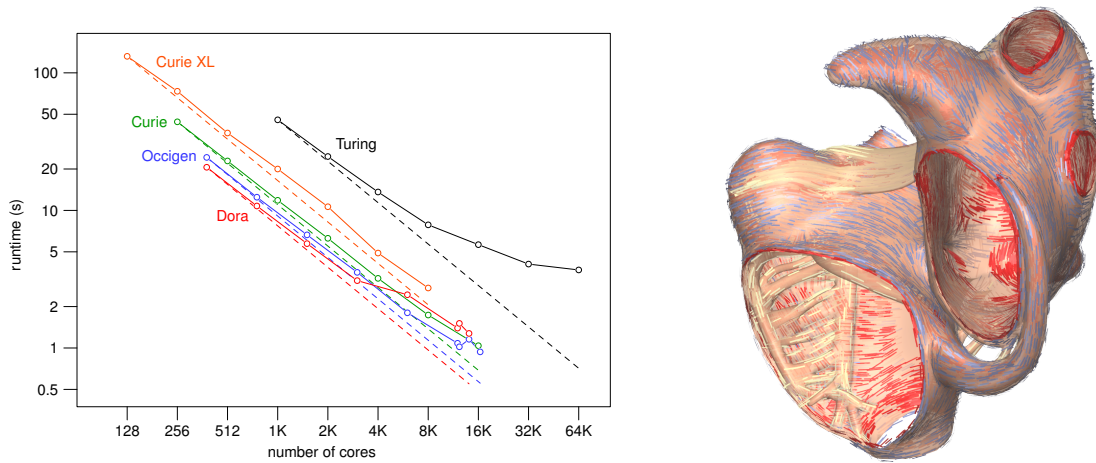 100
50
20
10
5
2
1
0.5
runtime (s)
Curie XL
Curie
Occigen
Dora
Turing
128 256 512 1K 2K 4K 8K 16K 32K 64K
number of cores